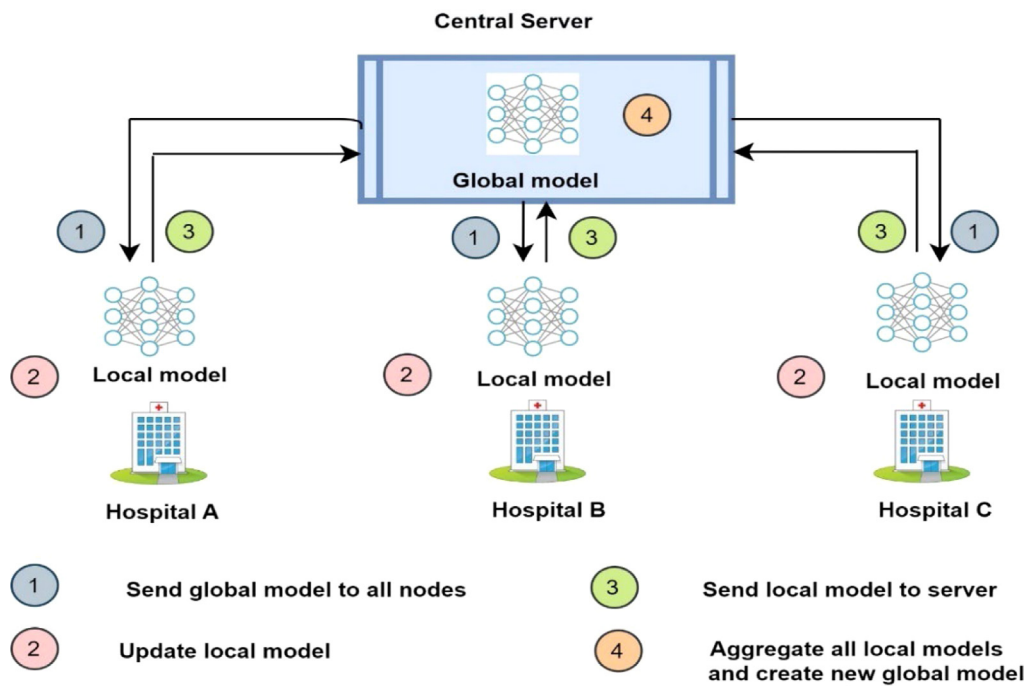 Central Server
4
Global model
1
3
1
3
3
1
2
Local model
2
Local model
2
Local model
Hospital A
Hospital B
Hospital C
1
Send global model to all nodes
3
Send local model to server
2
Update local model
4
Aggregate all local models
and create new global model